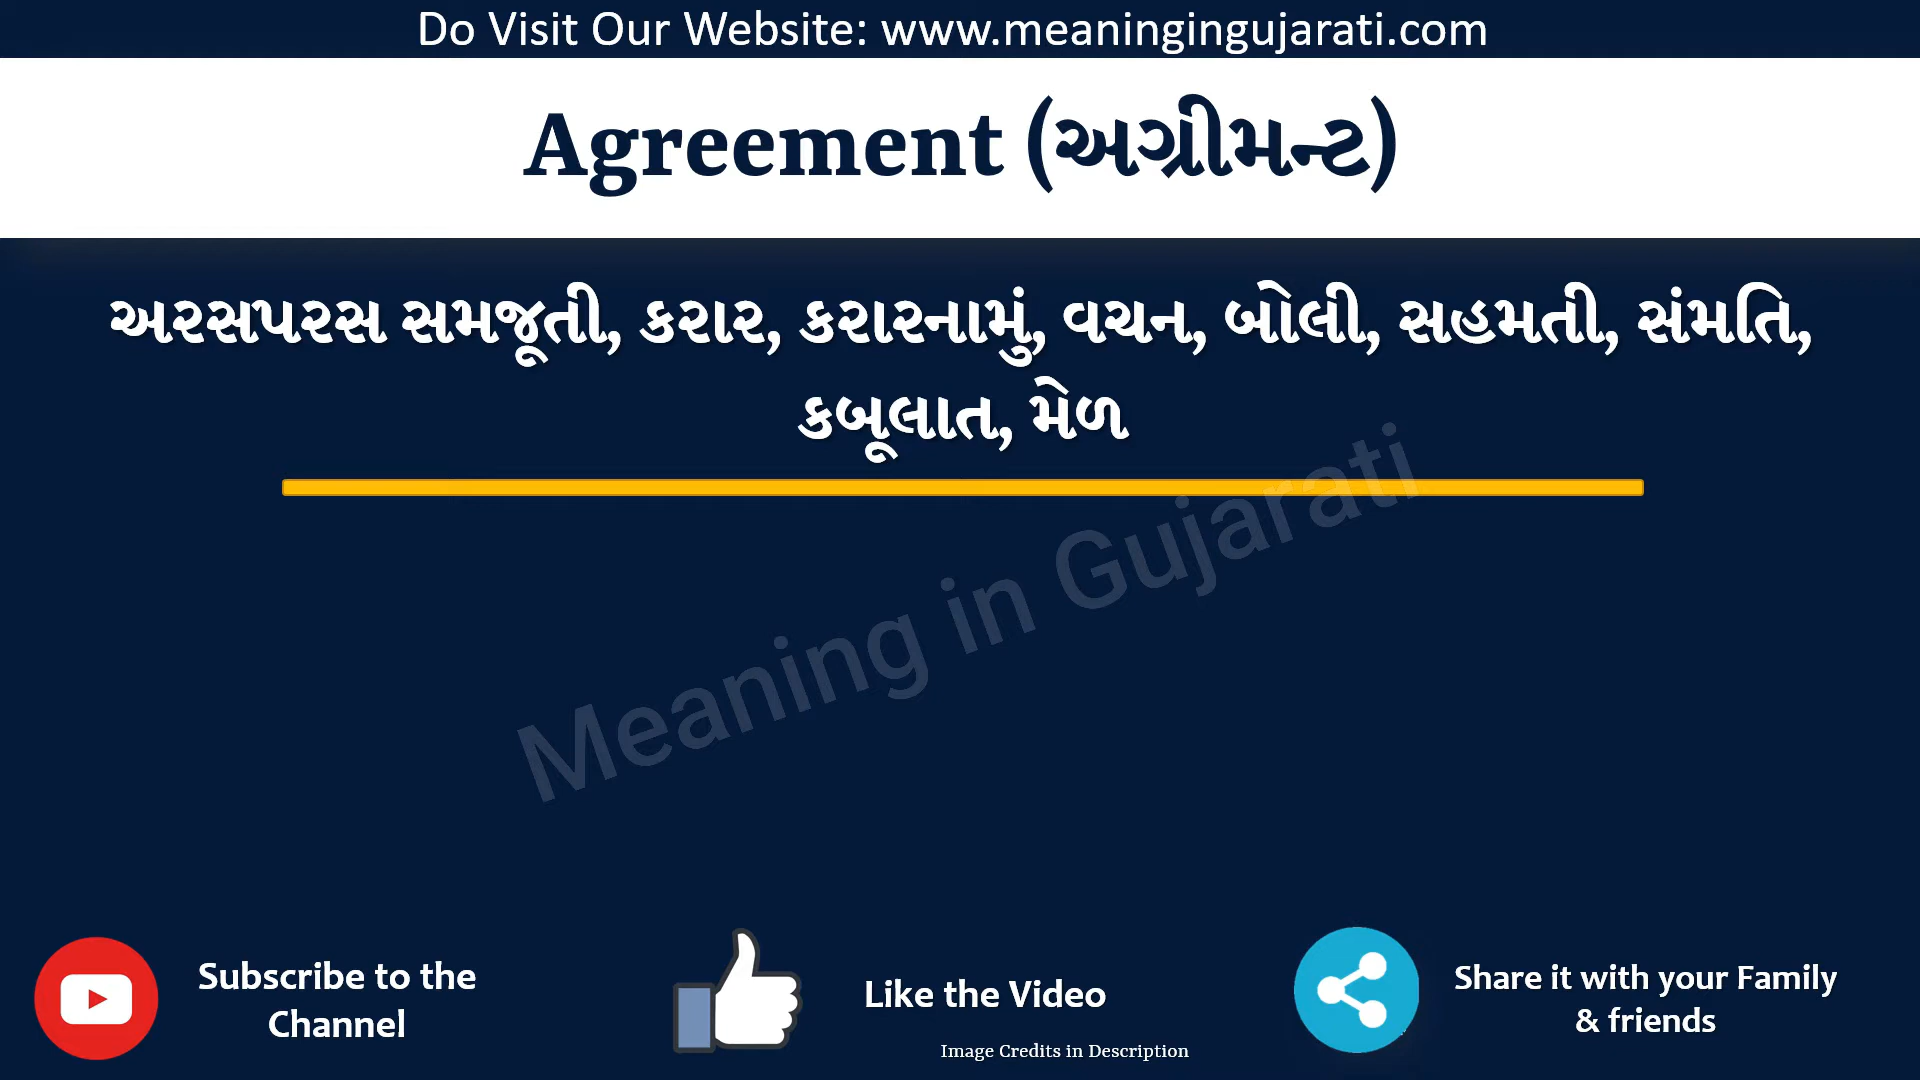 Do Visit Our Website: www.meaningingujarati.com
Agreement (અગ્રીમન્ટ)
અરસપરસ સમજૂતી, કરાર, કરારનામું, વચન, બોલી, સહમતી, સંમતિ,
કબૂલાત, મેળ
Meaning in Gujarati
Subscribe to the
Channel
Like the Video
Share it with your Family
& friends
Image Credits in Description